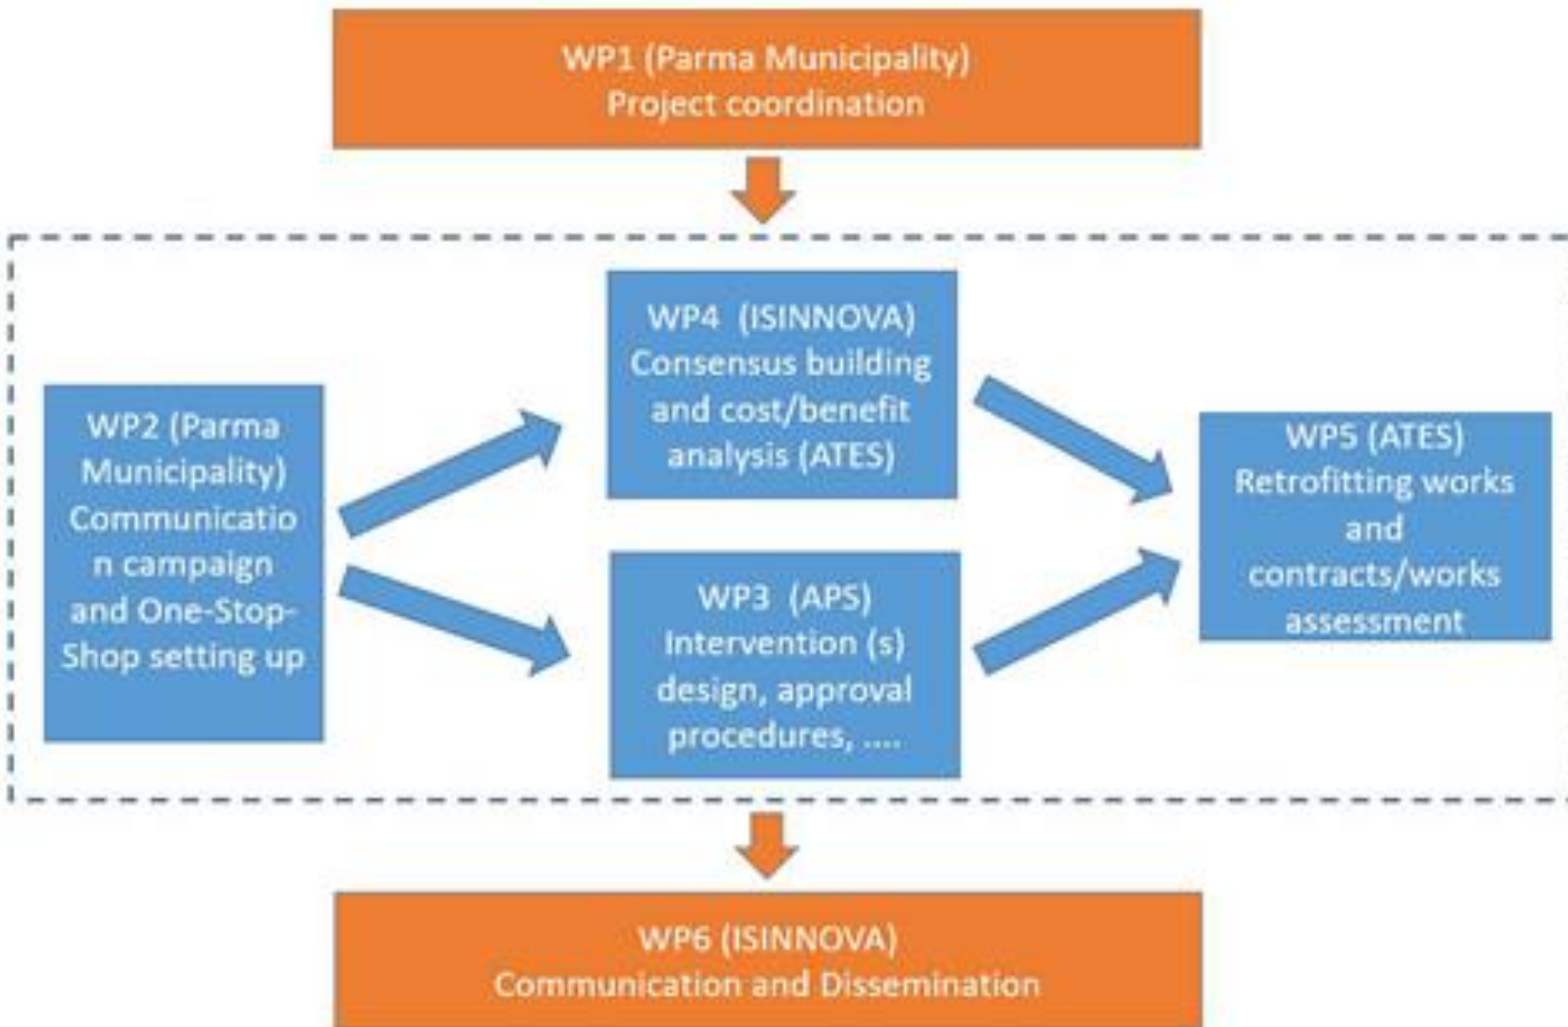 WP1 (Parma Municipality)
Project coordination
WP4 (ISINNOVA)
Consensus building
and cost/benefit
analysis (ATES)
WP2 (Parma
Municipality)
Communicatio
n campaign
and One-Stop-
Shop setting up
WP3 (APS)
Intervention (s)
design, approval
procedures, ....
WP5 (ATES)
Retrofitting works
and
contracts/works
assessment
WP6 (ISINNOVA)
Communication and Dissemination